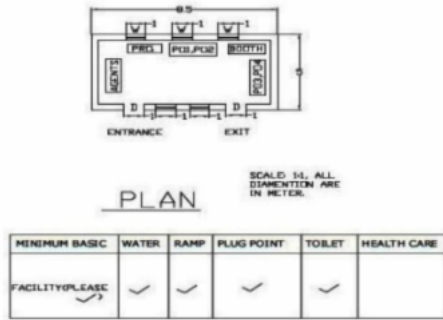 8.5
W 1 W 1 W 1
PRO. PO1,PO2 BOOTH
AGENTS PO3,PO4
D 1 1 1 D 1
ENTRANCE EXIT
SCALE) 1:1, ALL
DIAMENTION ARE
IN METER.
PLAN
MINIMUM BASIC WATER RAMP PLUG POINT TOILET HEALTH CARE
FACILITY(PLEASE
✓)